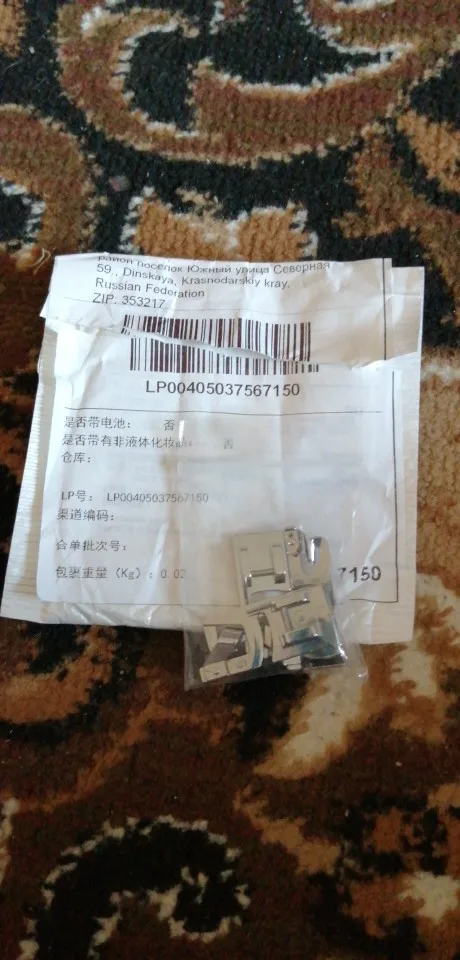 район поселок Южный улица Северная
59., Dinskaya, Krasnodarskiy kray,
Russian Federation
ZIP. 353217
LP00405037567150
是否带电池： 否
是否带有非液体化妆品： 否
仓库：
LP号： LP00405037567150
渠道编码：
合单批次号：
包裹重量（Kg）：0.02
7150